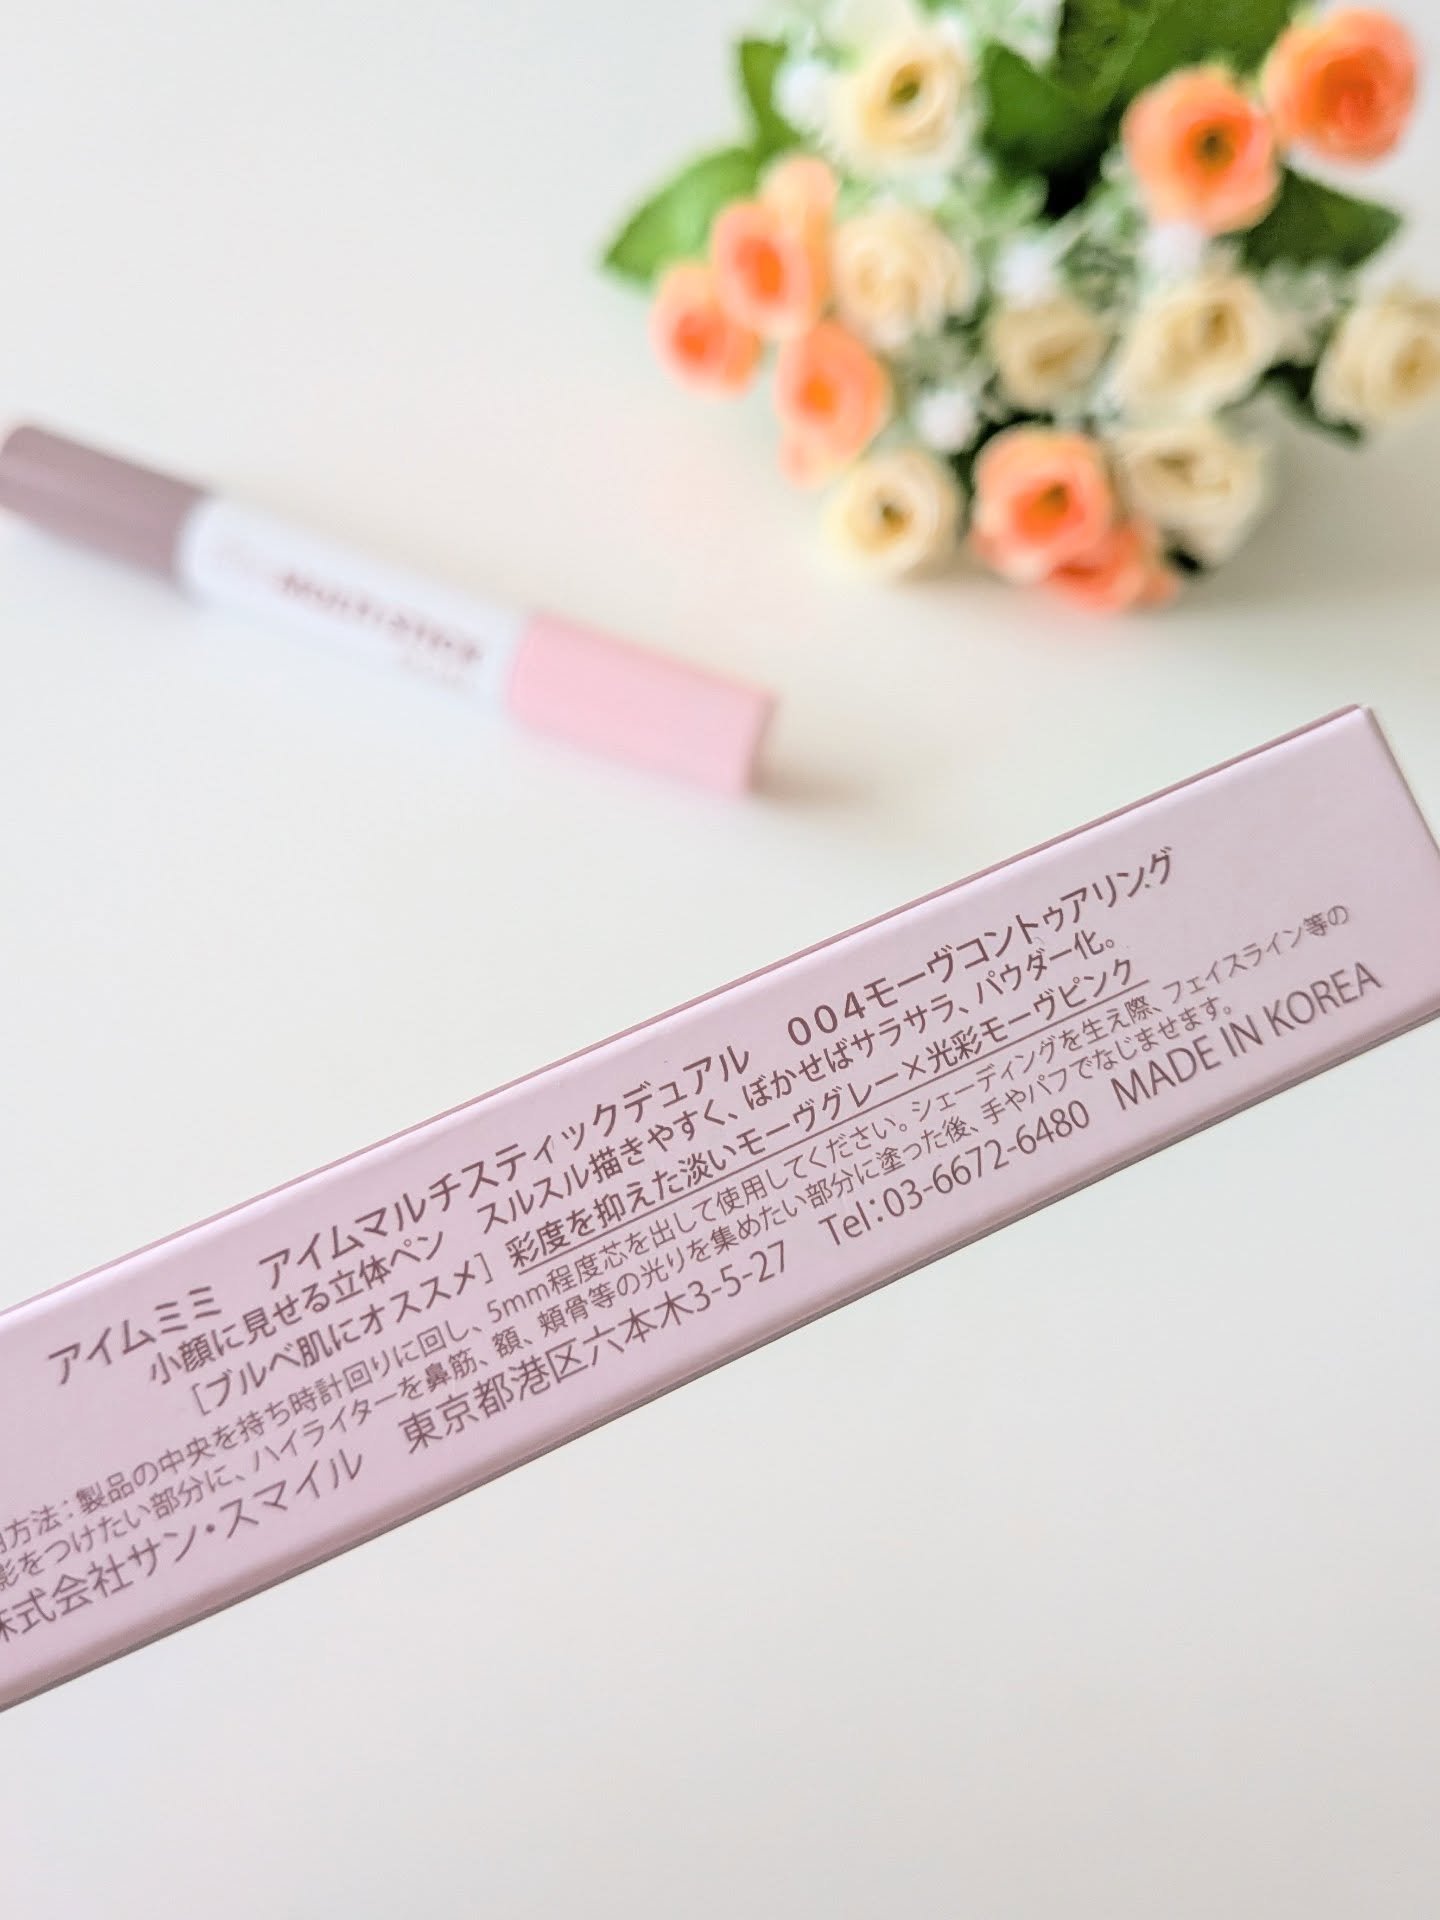 MULTI STICK
アイムミミ　アイムマルチスティックデュアル　004モーヴコントゥアリング
小顔に見せる立体ペン　スルスル描きやすく、ぼかせばサラサラ、パウダー化。
［ブルベ肌にオススメ］彩度を抑えた淡いモーヴグレー×光彩モーヴピンク
用方法：製品の中央を持ち時計回りに回し、5mm程度芯を出して使用してください。シェーディングを生え際、フェイスライン等の
影をつけたい部分に、ハイライターを鼻筋、額、頬骨等の光りを集めたい部分に塗った後、手やパフでなじませます。
株式会社サン・スマイル　東京都港区六本木3-5-27　Tel：03-6672-6480　MADE IN KOREA